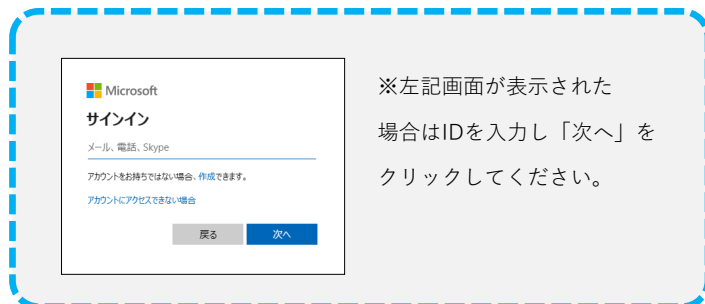 Microsoft
サインイン
メール、電話、Skype
アカウントをお持ちではない場合、作成できます。
アカウントにアクセスできない場合
戻る
次へ
※左記画面が表示された
場合はIDを入力し「次へ」を
クリックしてください。